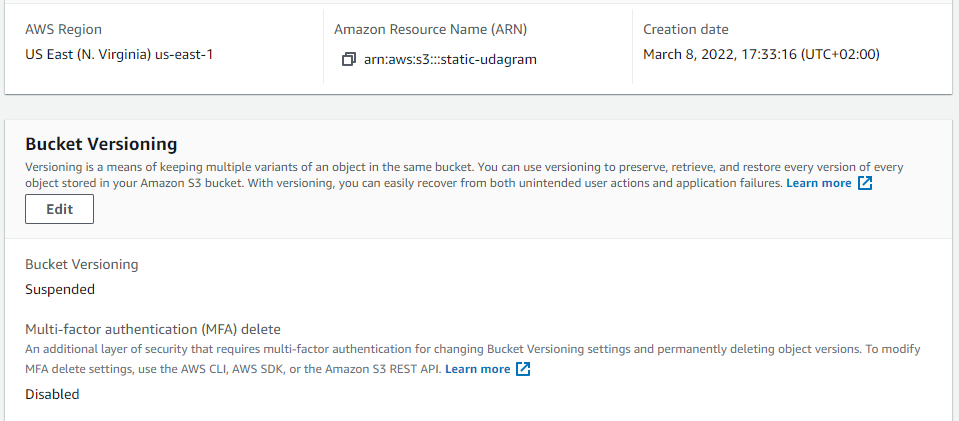 AWS Region
US East (N. Virginia) us-east-1
Amazon Resource Name (ARN)
arn:aws:s3:::static-udagram
Creation date
March 8, 2022, 17:33:16 (UTC+02:00)
Bucket Versioning
Versioning is a means of keeping multiple variants of an object in the same bucket. You can use versioning to preserve, retrieve, and restore every version of every
object stored in your Amazon S3 bucket. With versioning, you can easily recover from both unintended user actions and application failures. Learn more
Edit
Bucket Versioning
Suspended
Multi-factor authentication (MFA) delete
An additional layer of security that requires multi-factor authentication for changing Bucket Versioning settings and permanently deleting object versions. To modify
MFA delete settings, use the AWS CLI, AWS SDK, or the Amazon S3 REST API. Learn more
Disabled